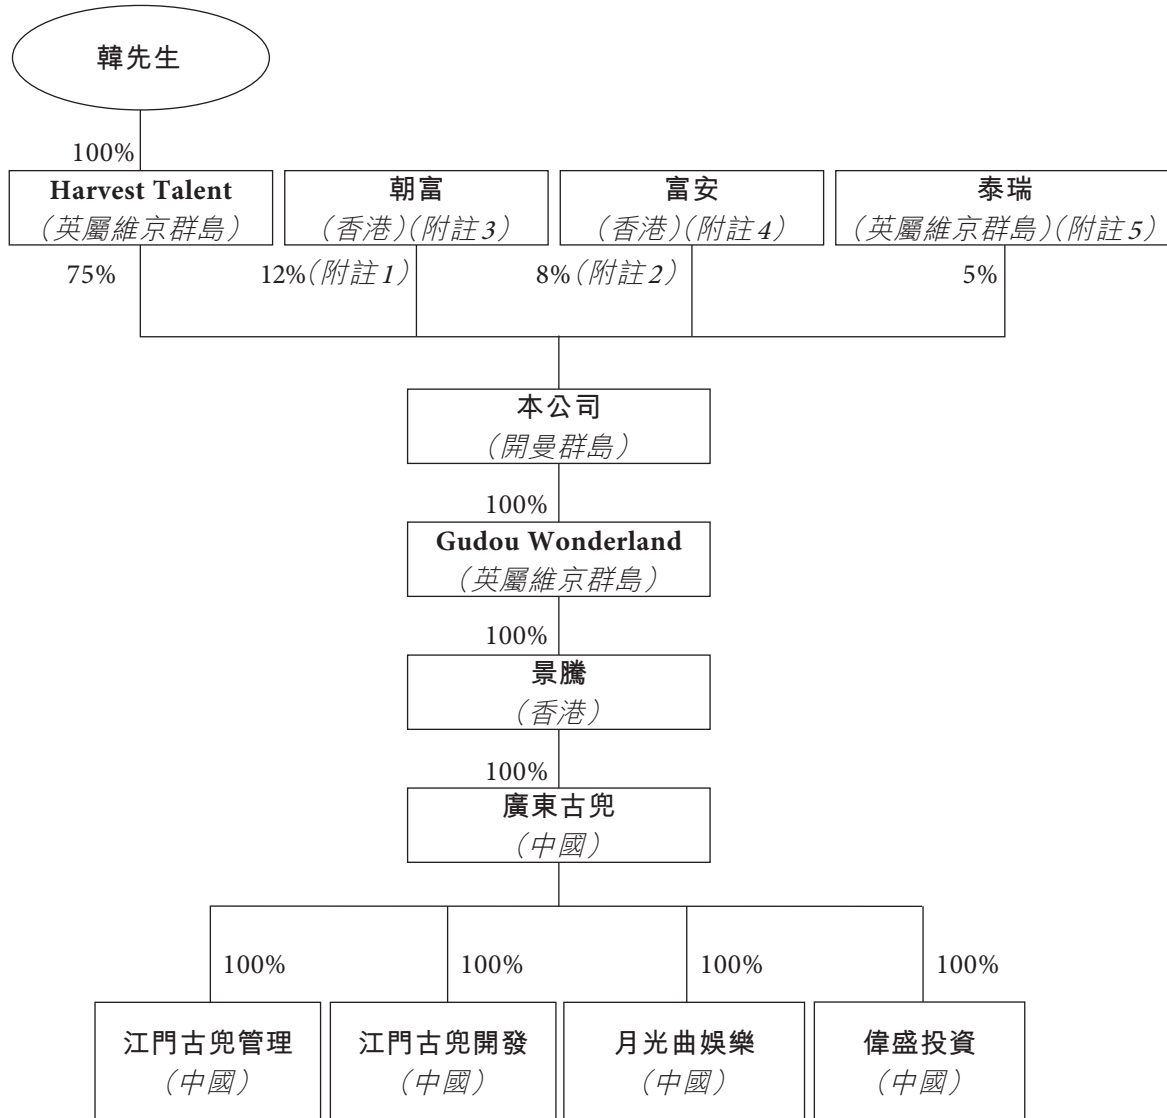 韓先生
100%
Harvest Talent
（英屬維京群島）
朝富
（香港）（附註3）
富安
（香港）（附註4）
泰瑞
（英屬維京群島）（附註5）
75%
12%（附註1）
8%（附註2）
5%
本公司
（開曼群島）
100%
Gudou Wonderland
（英屬維京群島）
100%
景騰
（香港）
100%
廣東古兜
（中國）
100%
100%
100%
100%
江門古兜管理
（中國）
江門古兜開發
（中國）
月光曲娛樂
（中國）
偉盛投資
（中國）